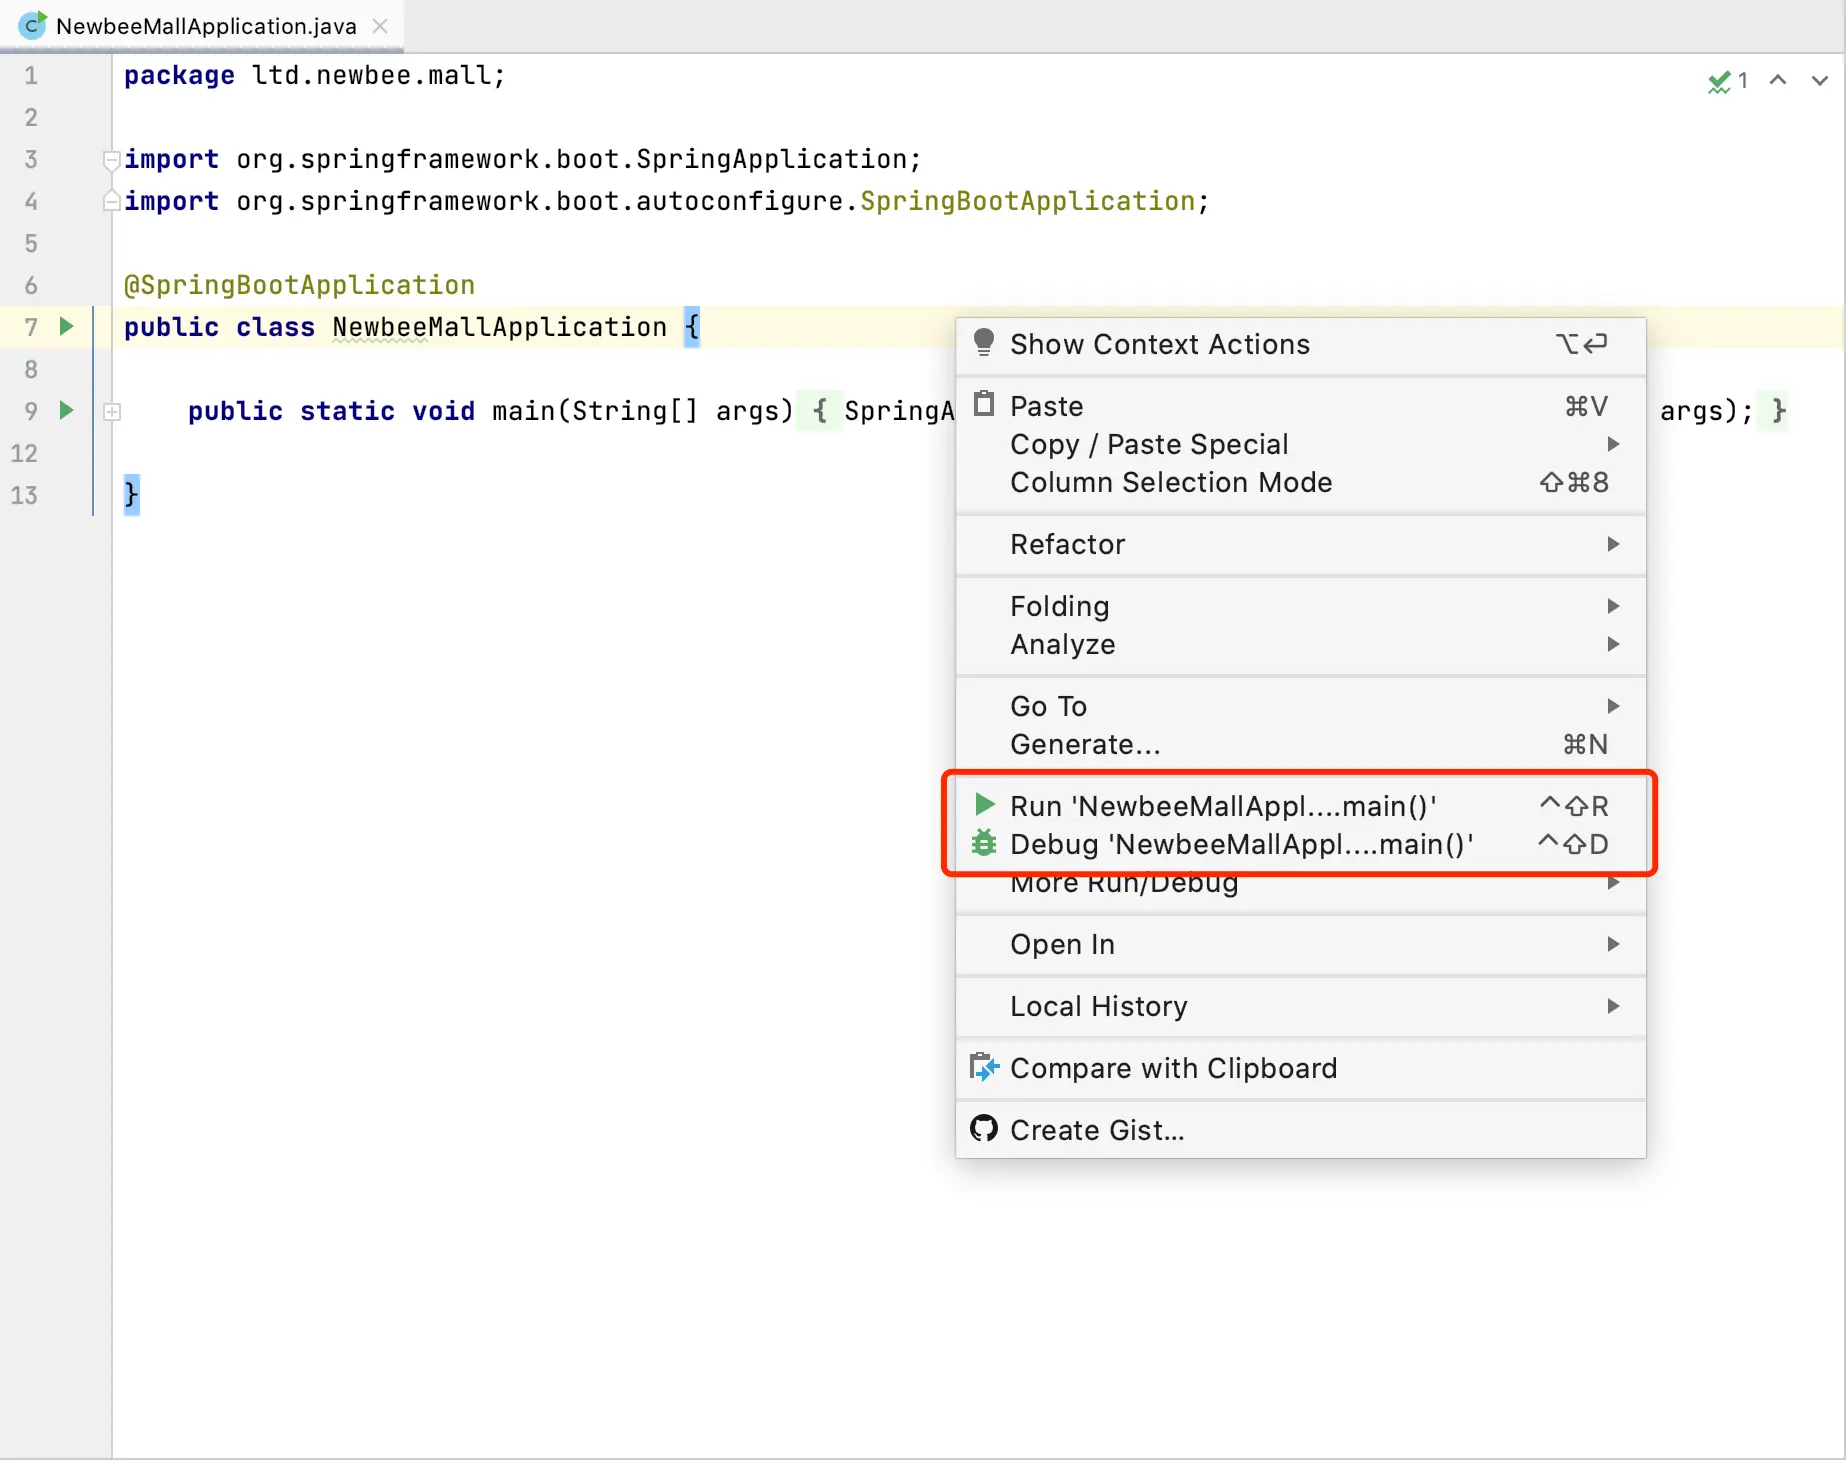 NewbeeMallApplication.java
1 package ltd.newbee.mall;
1
2
3 import org.springframework.boot.SpringApplication;
4 import org.springframework.boot.autoconfigure.SpringBootApplication;
5
6 @SpringBootApplication
7 public class NewbeeMallApplication {
8
9 public static void main(String[] args) { SpringA args); }
12
13 }
Show Context Actions ⌥⏎
Paste ⌘V
Copy / Paste Special
Column Selection Mode ⇧⌘8
Refactor
Folding
Analyze
Go To
Generate... ⌘N
Run 'NewbeeMallAppl....main()' ^⇧R
Debug 'NewbeeMallAppl....main()' ^⇧D
More Run/Debug
Open In
Local History
Compare with Clipboard
Create Gist...